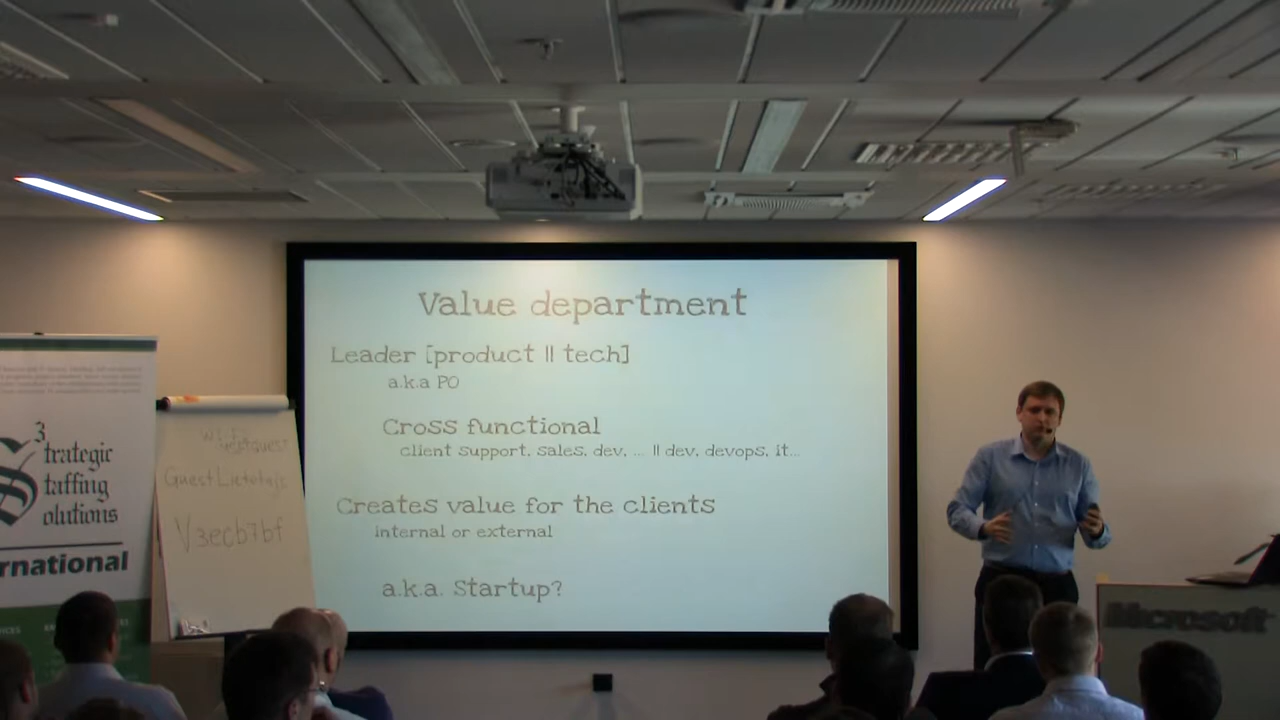 Value department
Leader [product || tech]
a.k.a PO
Cross functional
client support, sales, dev, ... || dev, devops, it...
Creates value for the clients
internal or external
a.k.a. Startup?
S3
trategic
taffing
olutions
rnational
V3ecb7bf
Microsoft